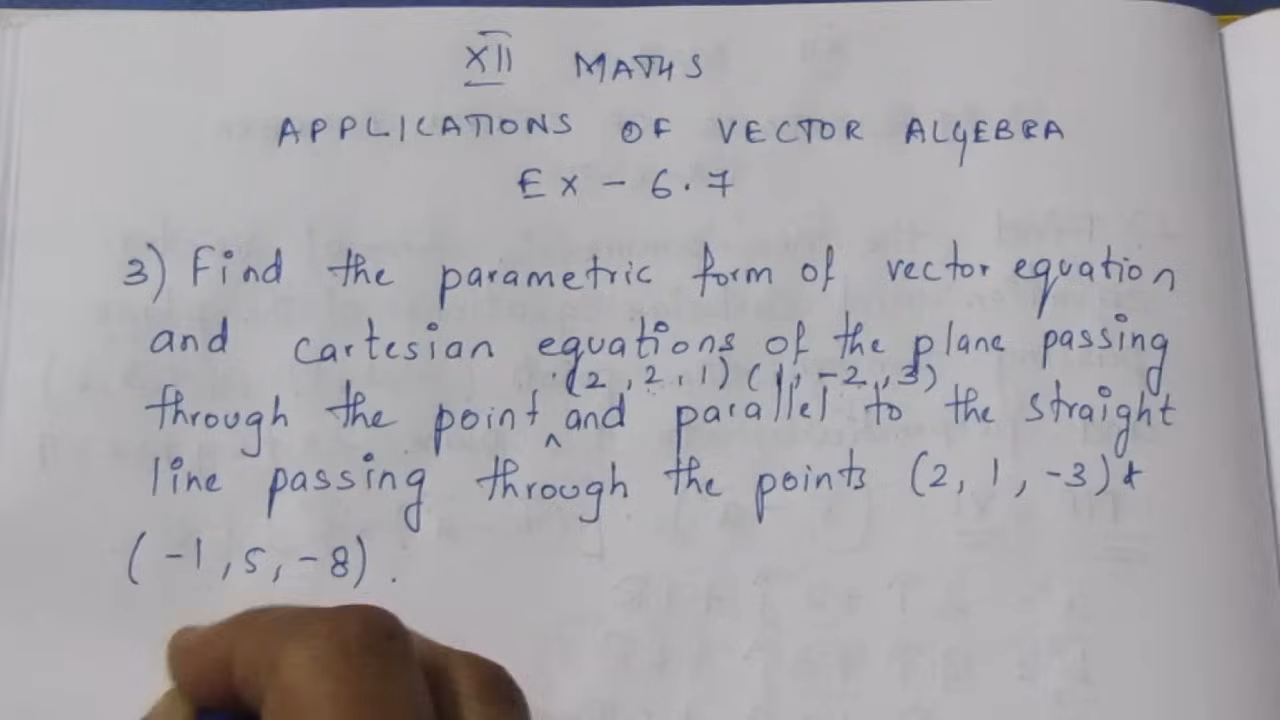 XII MATHS
APPLICATIONS OF VECTOR ALGEBRA
Ex - 6.7
3) Find the parametric form of vector equation
and cartesian equations of the plane passing
(2,2,1) (1,-2,3)
through the point ^ and parallel to the straight
line passing through the points (2, 1, -3) &
(-1, 5, -8).